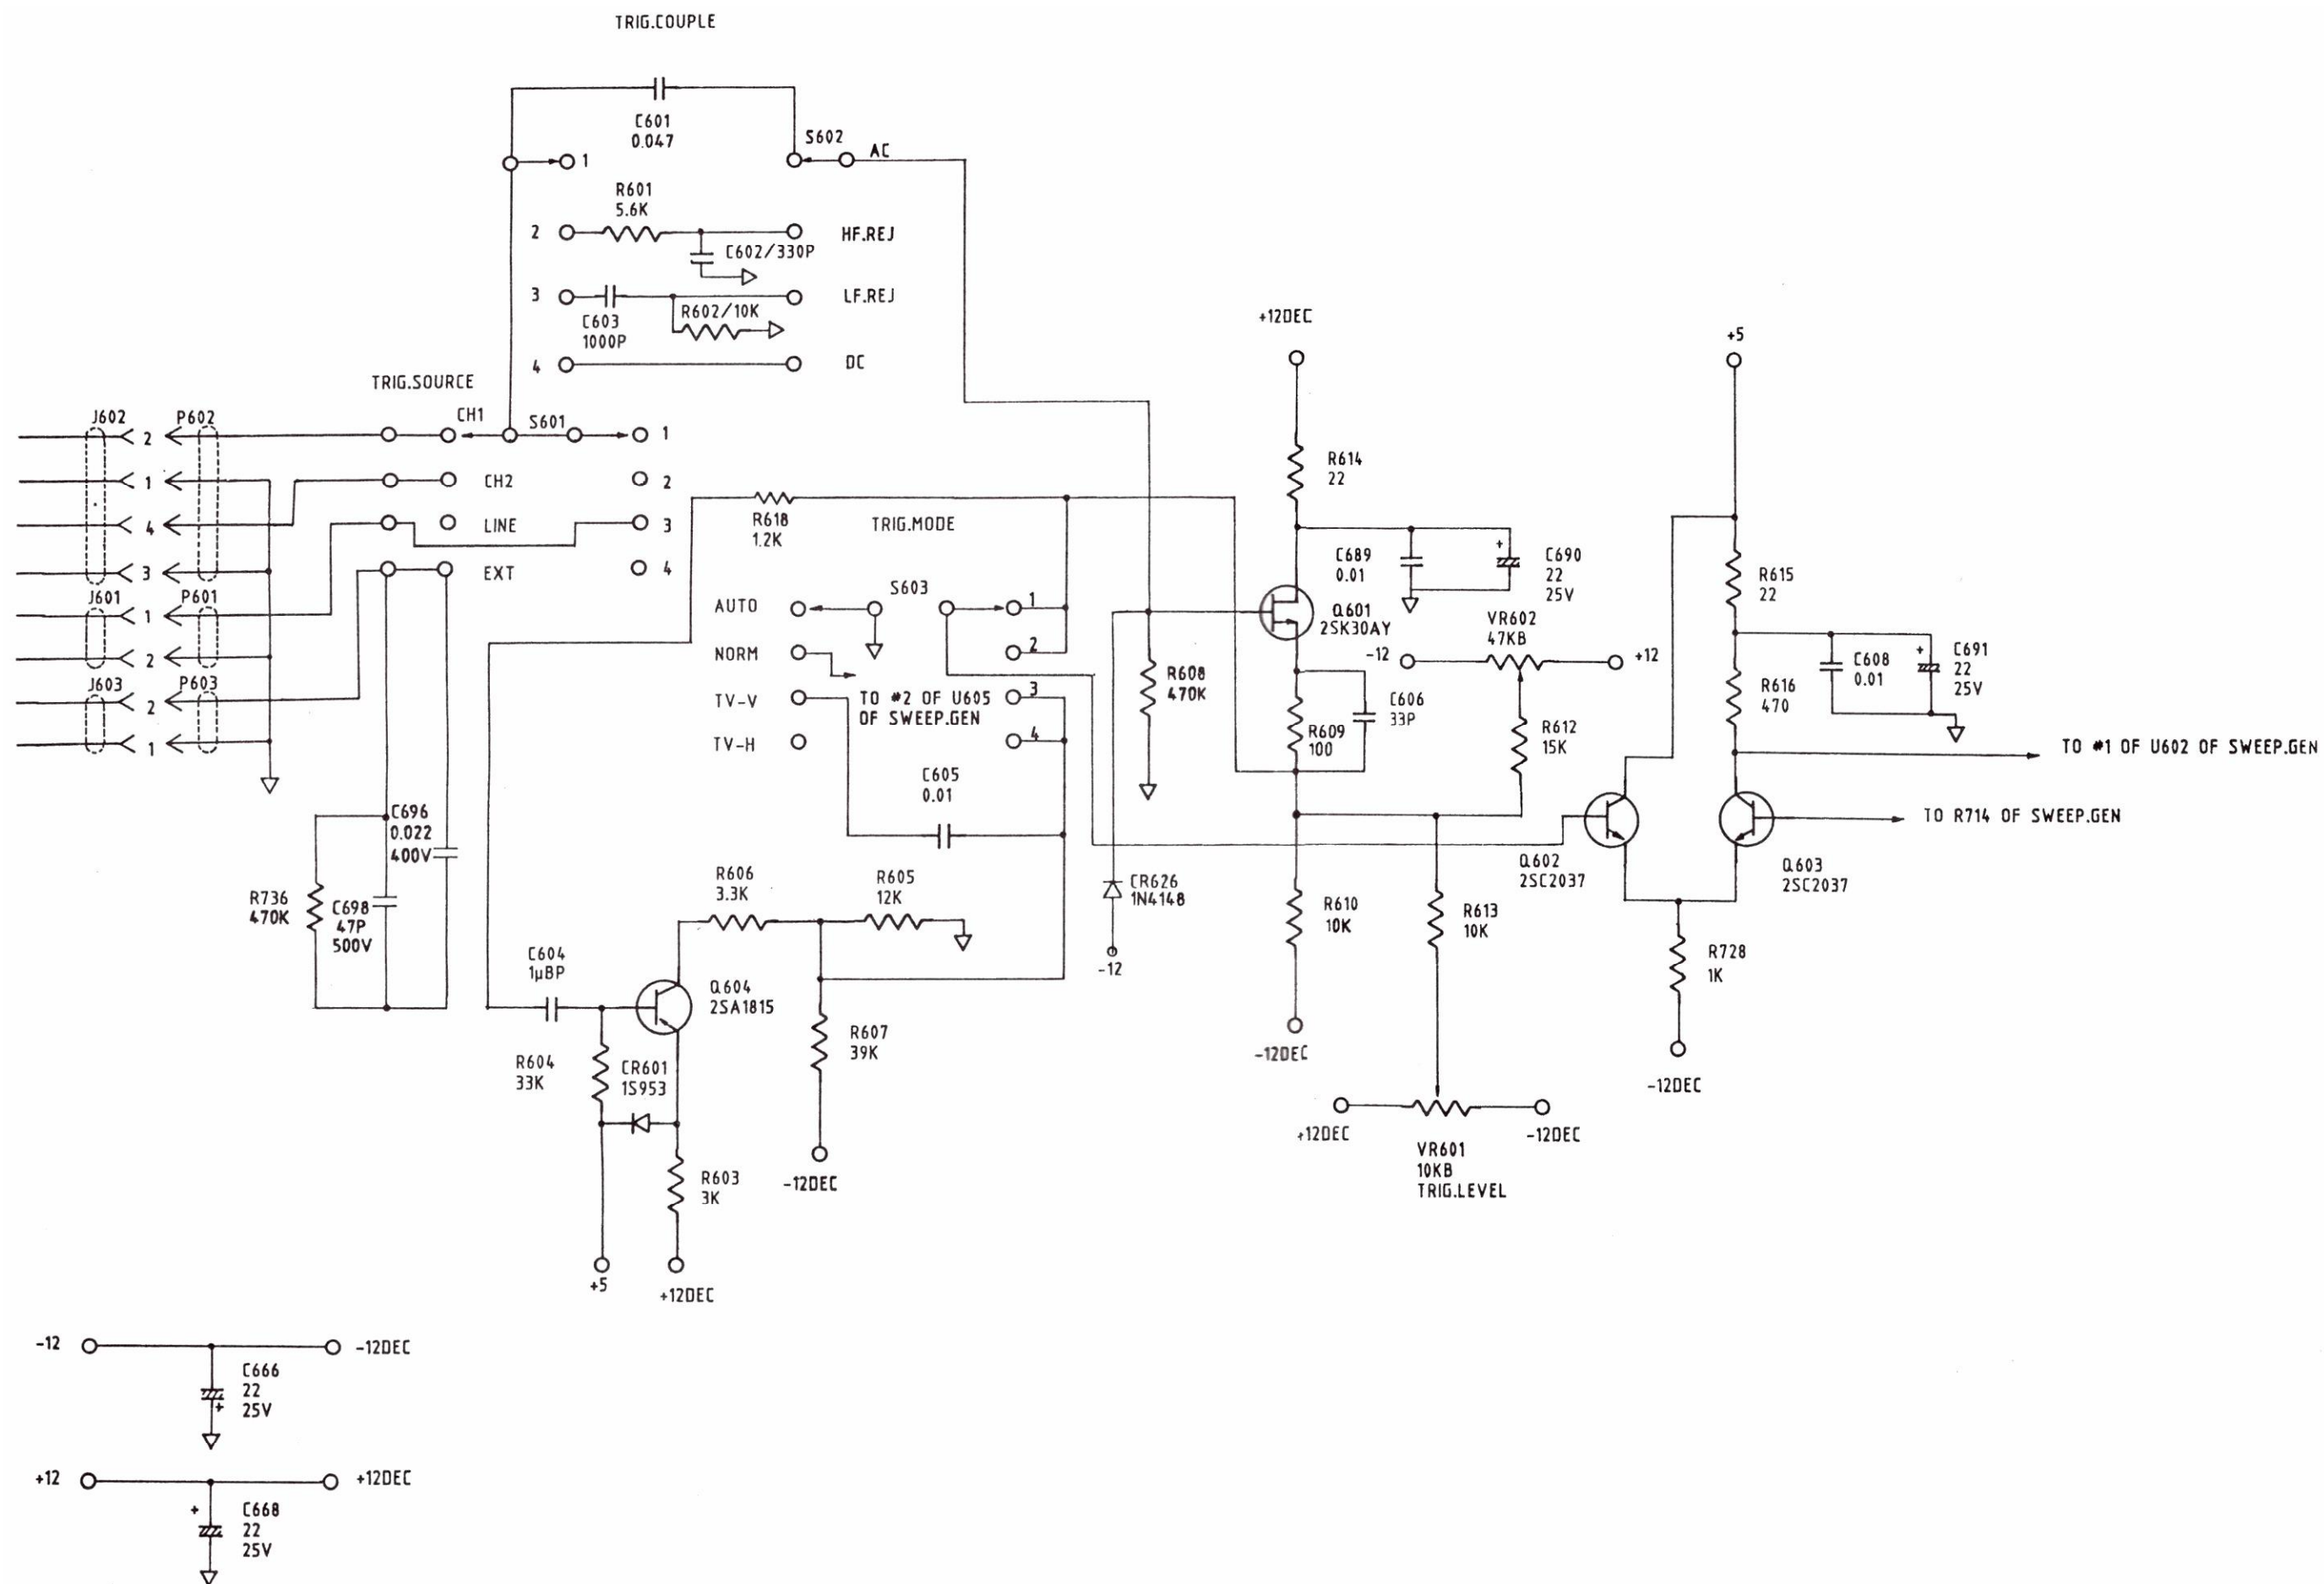 TRIG.COUPLE
C601
0.047
S602
AC
1
R601
5.6K
2
HF.REJ
C602/330P
3
LF.REJ
C603
1000P
R602/10K
4
DC
TRIG.SOURCE
J602
P602
CH1
S601
1
2
1
CH2
2
4
LINE
3
3
EXT
4
J601
P601
1
2
J603
P603
2
1
R618
1.2K
TRIG.MODE
S603
AUTO
1
NORM
2
TV-V
TO #2 OF U605
OF SWEEP.GEN
3
TV-H
4
C605
0.01
C696
0.022
400V
R736
470K
C698
47P
500V
R606
3.3K
R605
12K
C604
1µBP
Q604
2SA1815
R604
33K
CR601
1S953
R607
39K
-12DEC
R603
3K
+5
+12DEC
+12DEC
R614
22
C689
0.01
+
C690
22
25V
Q601
2SK30AY
VR602
47KB
-12
+12
R608
470K
R609
100
C606
33P
R612
15K
CR626
1N4148
-12
R610
10K
R613
10K
-12DEC
+12DEC
-12DEC
VR601
10KB
TRIG.LEVEL
+5
R615
22
R616
470
C608
0.01
+
C691
22
25V
TO #1 OF U602 OF SWEEP.GEN
TO R714 OF SWEEP.GEN
Q602
2SC2037
Q603
2SC2037
R728
1K
-12DEC
-12
-12DEC
C666
22
25V
+
+12
+12DEC
+
C668
22
25V